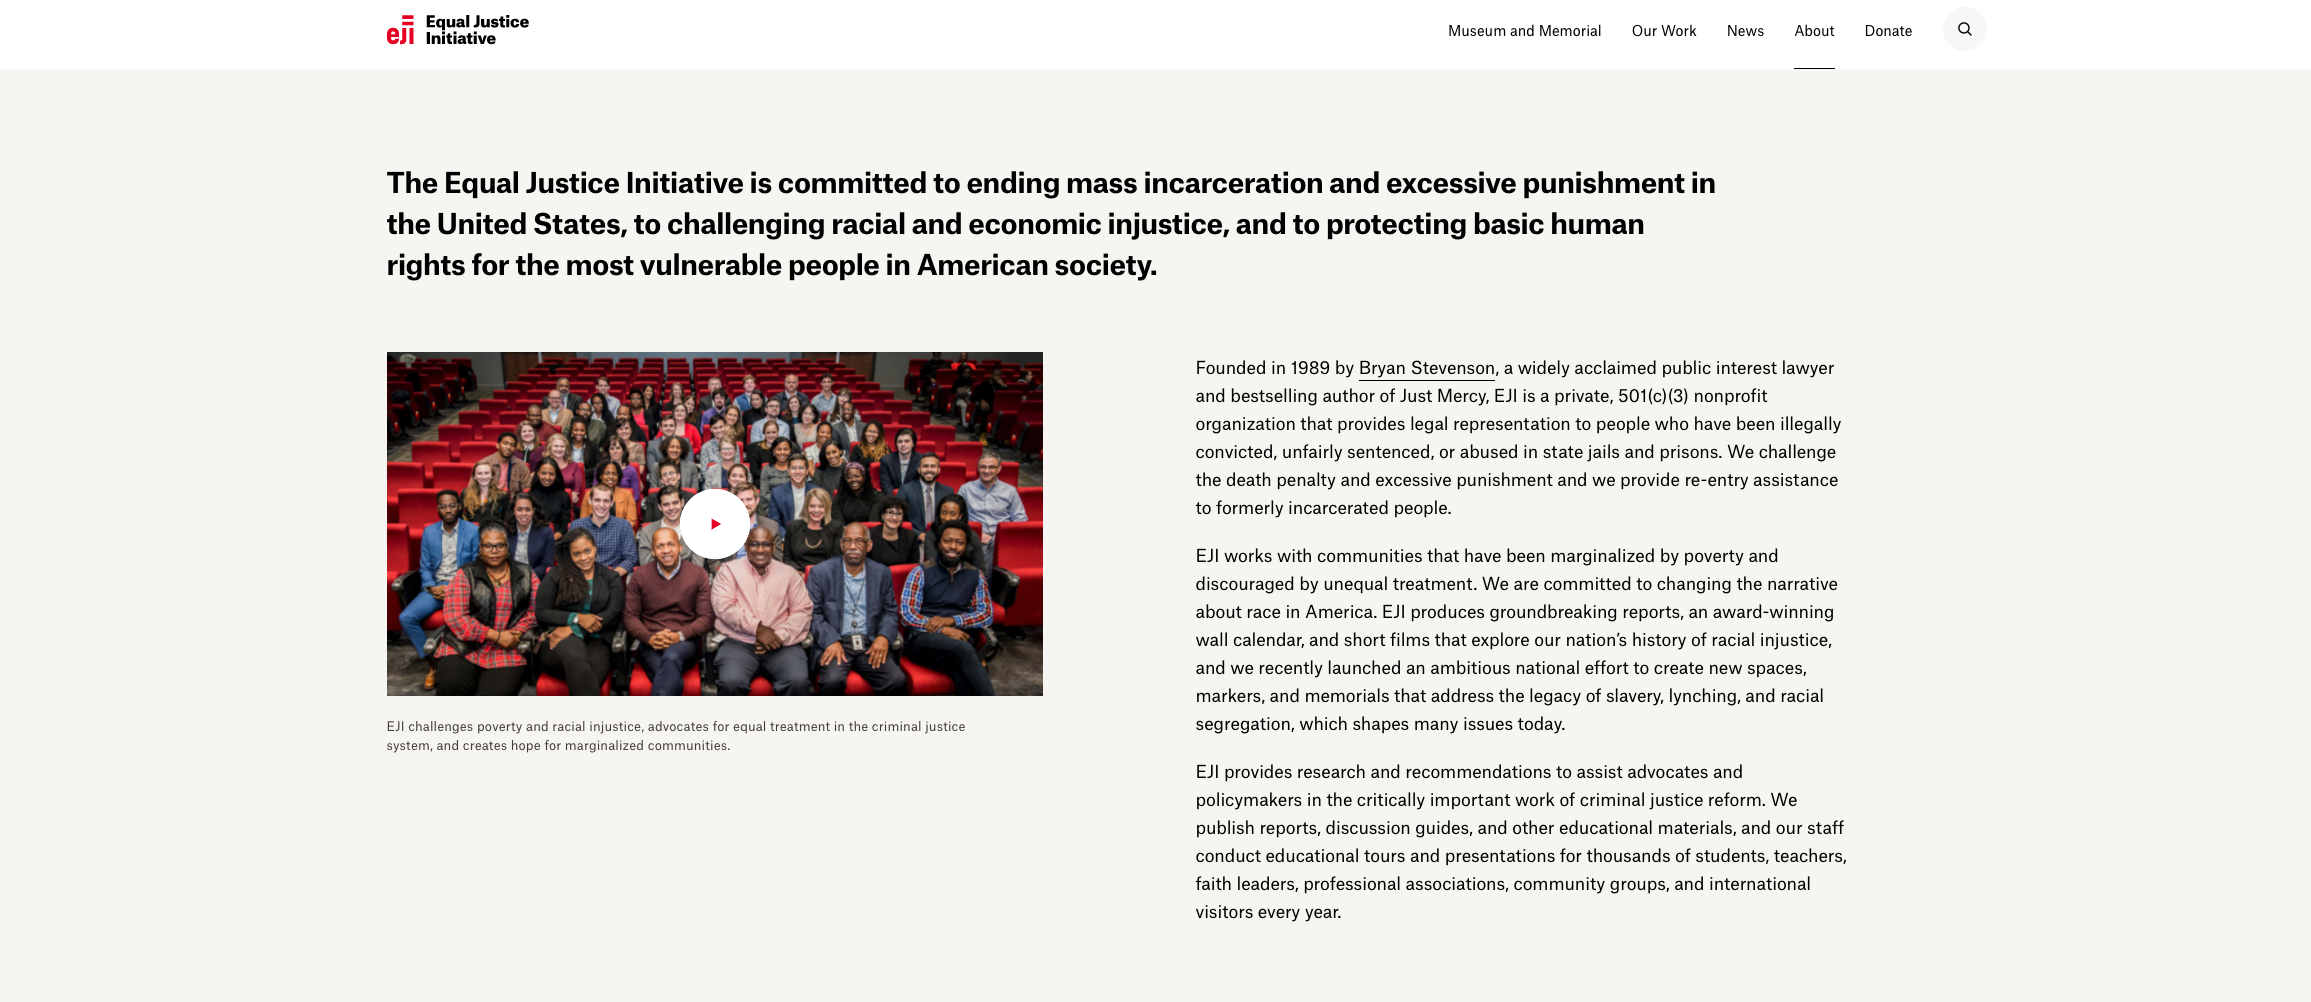 eji Equal Justice
Initiative
Museum and Memorial
Our Work
News
About
Donate
The Equal Justice Initiative is committed to ending mass incarceration and excessive punishment in
the United States, to challenging racial and economic injustice, and to protecting basic human
rights for the most vulnerable people in American society.
EJI challenges poverty and racial injustice, advocates for equal treatment in the criminal justice
system, and creates hope for marginalized communities.
Founded in 1989 by Bryan Stevenson, a widely acclaimed public interest lawyer
and bestselling author of Just Mercy, EJI is a private, 501(c)(3) nonprofit
organization that provides legal representation to people who have been illegally
convicted, unfairly sentenced, or abused in state jails and prisons. We challenge
the death penalty and excessive punishment and we provide re-entry assistance
to formerly incarcerated people.
EJI works with communities that have been marginalized by poverty and
discouraged by unequal treatment. We are committed to changing the narrative
about race in America. EJI produces groundbreaking reports, an award-winning
wall calendar, and short films that explore our nation’s history of racial injustice,
and we recently launched an ambitious national effort to create new spaces,
markers, and memorials that address the legacy of slavery, lynching, and racial
segregation, which shapes many issues today.
EJI provides research and recommendations to assist advocates and
policymakers in the critically important work of criminal justice reform. We
publish reports, discussion guides, and other educational materials, and our staff
conduct educational tours and presentations for thousands of students, teachers,
faith leaders, professional associations, community groups, and international
visitors every year.